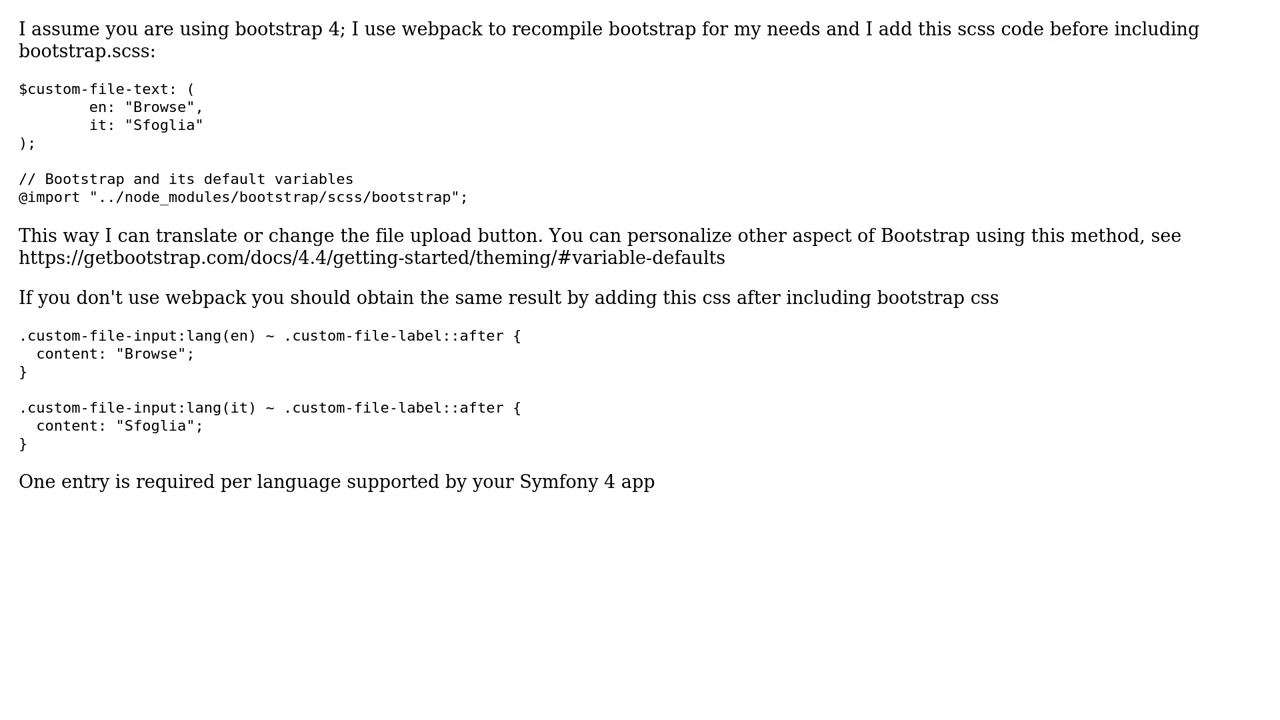 I assume you are using bootstrap 4; I use webpack to recompile bootstrap for my needs and I add this scss code before including
bootstrap.scss:
$custom-file-text: (
        en: "Browse",
        it: "Sfoglia"
);
// Bootstrap and its default variables
@import "../node_modules/bootstrap/scss/bootstrap";
This way I can translate or change the file upload button. You can personalize other aspect of Bootstrap using this method, see
https://getbootstrap.com/docs/4.4/getting-started/theming/#variable-defaults
If you don't use webpack you should obtain the same result by adding this css after including bootstrap css
.custom-file-input:lang(en) ~ .custom-file-label::after {
  content: "Browse";
}
.custom-file-input:lang(it) ~ .custom-file-label::after {
  content: "Sfoglia";
}
One entry is required per language supported by your Symfony 4 app